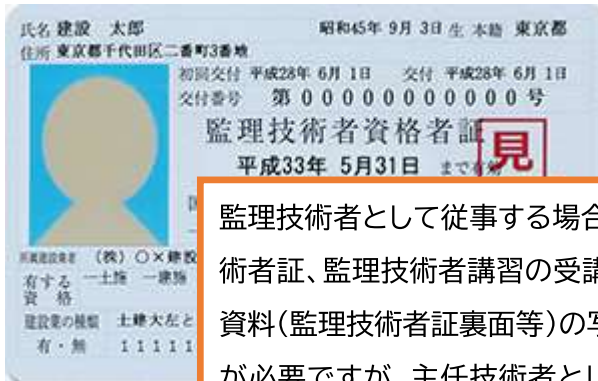 氏名 建設 太郎 昭和45年 9月 3日 生 本籍 東京都
住所 東京都千代田区二番町3番地
初回交付 平成28年 6月 1日 交付 平成28年 6月 1日
交付番号 第 0 0 0 0 0 0 0 0 0 0 0 0 号
監理技術者資格者証
見
平成33年 5月31日 まで有効
所属建設業者 (株) ○×建設
有する資格 一土施 一建施
建設業の種類 土建大左と
有・無 1 1 1 1 1
監理技術者として従事する場合
術者証、監理技術者講習の受講
資料(監理技術者証裏面等)の写
が必要ですが、主任技術者とし